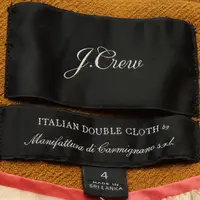 J.Crew
ITALIAN DOUBLE CLOTH by
Manifattura di Carmignano s.r.l.
4
MADE IN
SRI LANKA